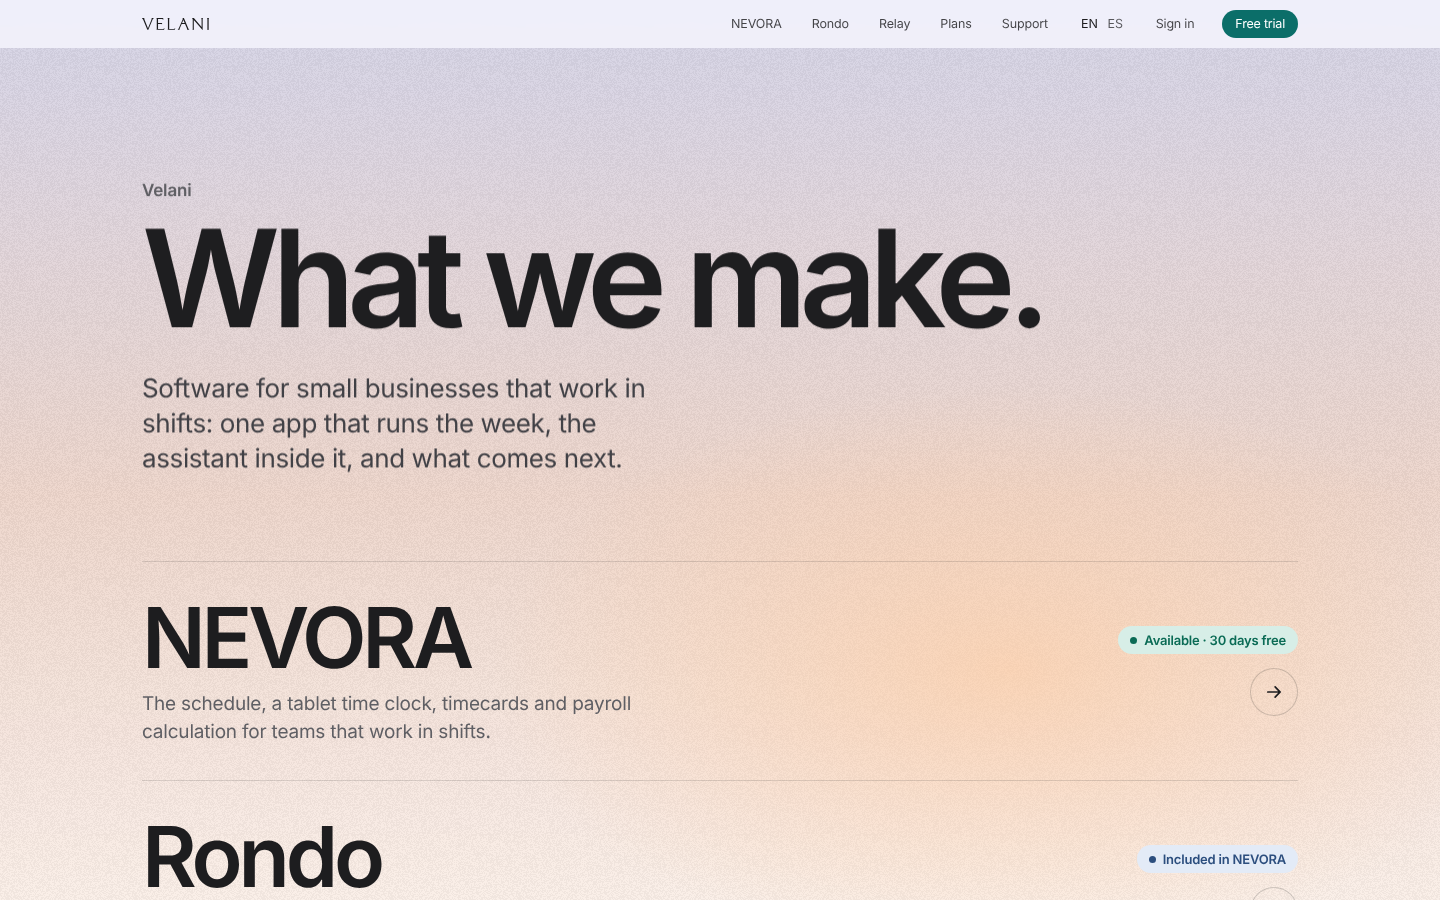 VELANI
NEVORA Rondo Relay Plans Support EN ES Sign in Free trial
Velani
What we make.
Software for small businesses that work in
shifts: one app that runs the week, the
assistant inside it, and what comes next.
NEVORA
Available · 30 days free
The schedule, a tablet time clock, timecards and payroll
calculation for teams that work in shifts.
Rondo
Included in NEVORA